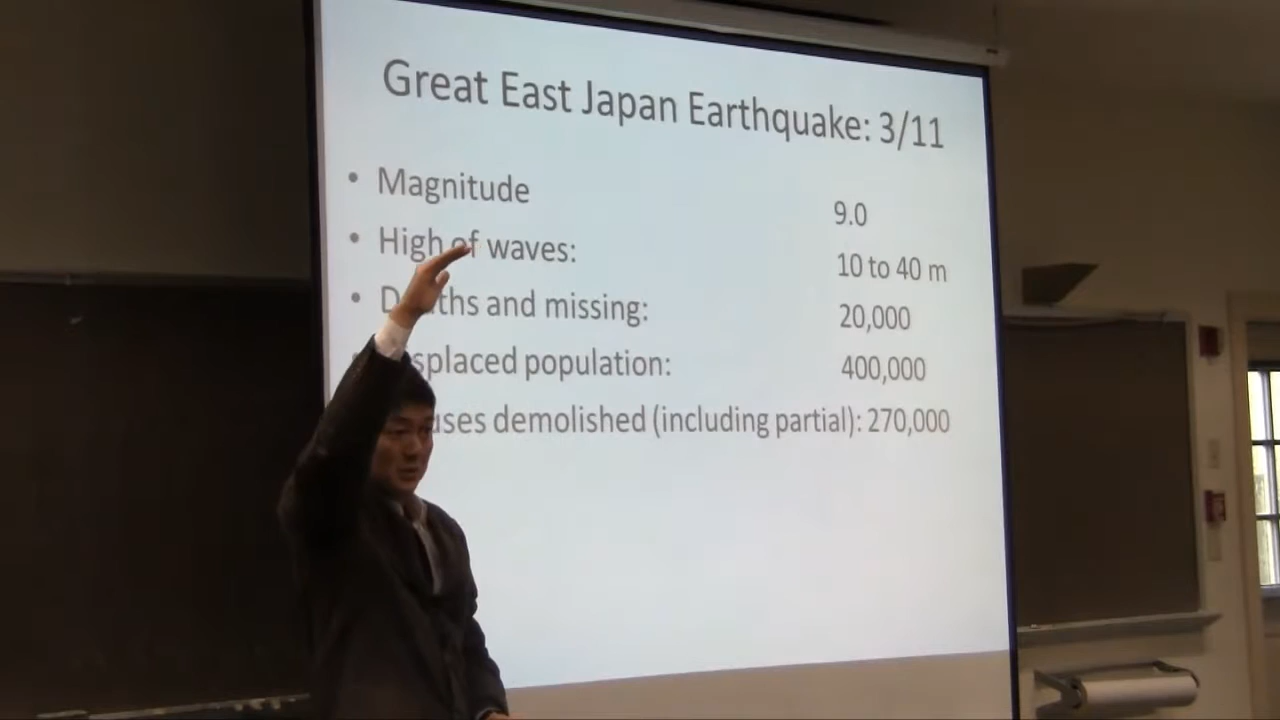 Great East Japan Earthquake: 3/11
• Magnitude 9.0
• High of waves: 10 to 40 m
• and missing: 20,000
population: 400,000
demolished (including partial): 270,000